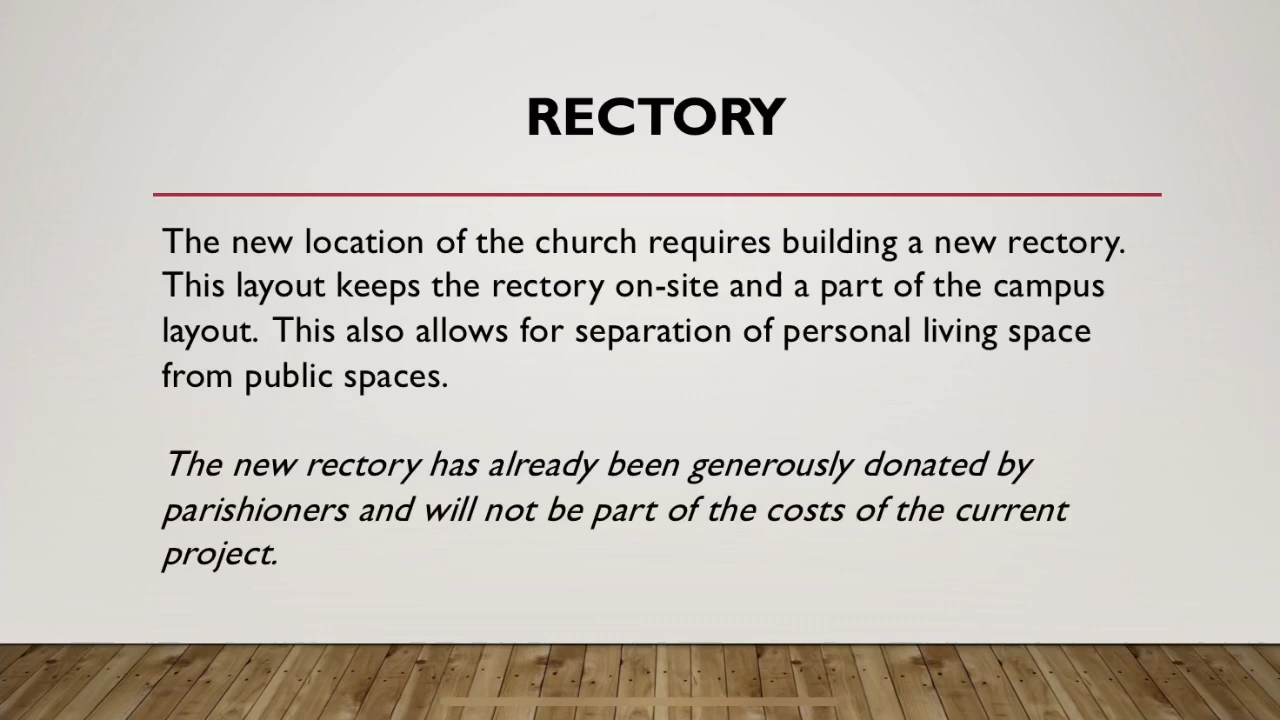 RECTORY
The new location of the church requires building a new rectory.
This layout keeps the rectory on-site and a part of the campus
layout.  This also allows for separation of personal living space
from public spaces.
The new rectory has already been generously donated by
parishioners and will not be part of the costs of the current
project.